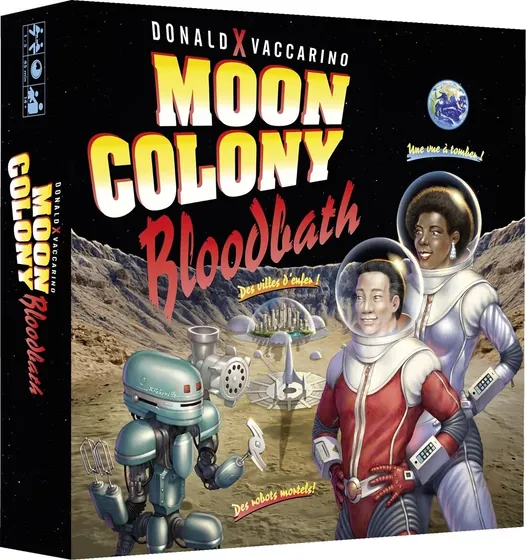 DONALD X VACCARINO
MOON
COLONY
Bloodbath
Une vue à tomber !
Des villes d'enfer !
Des robots mortels!
DONALD X VACCARINO
MOON
COLONY
Bloodbath